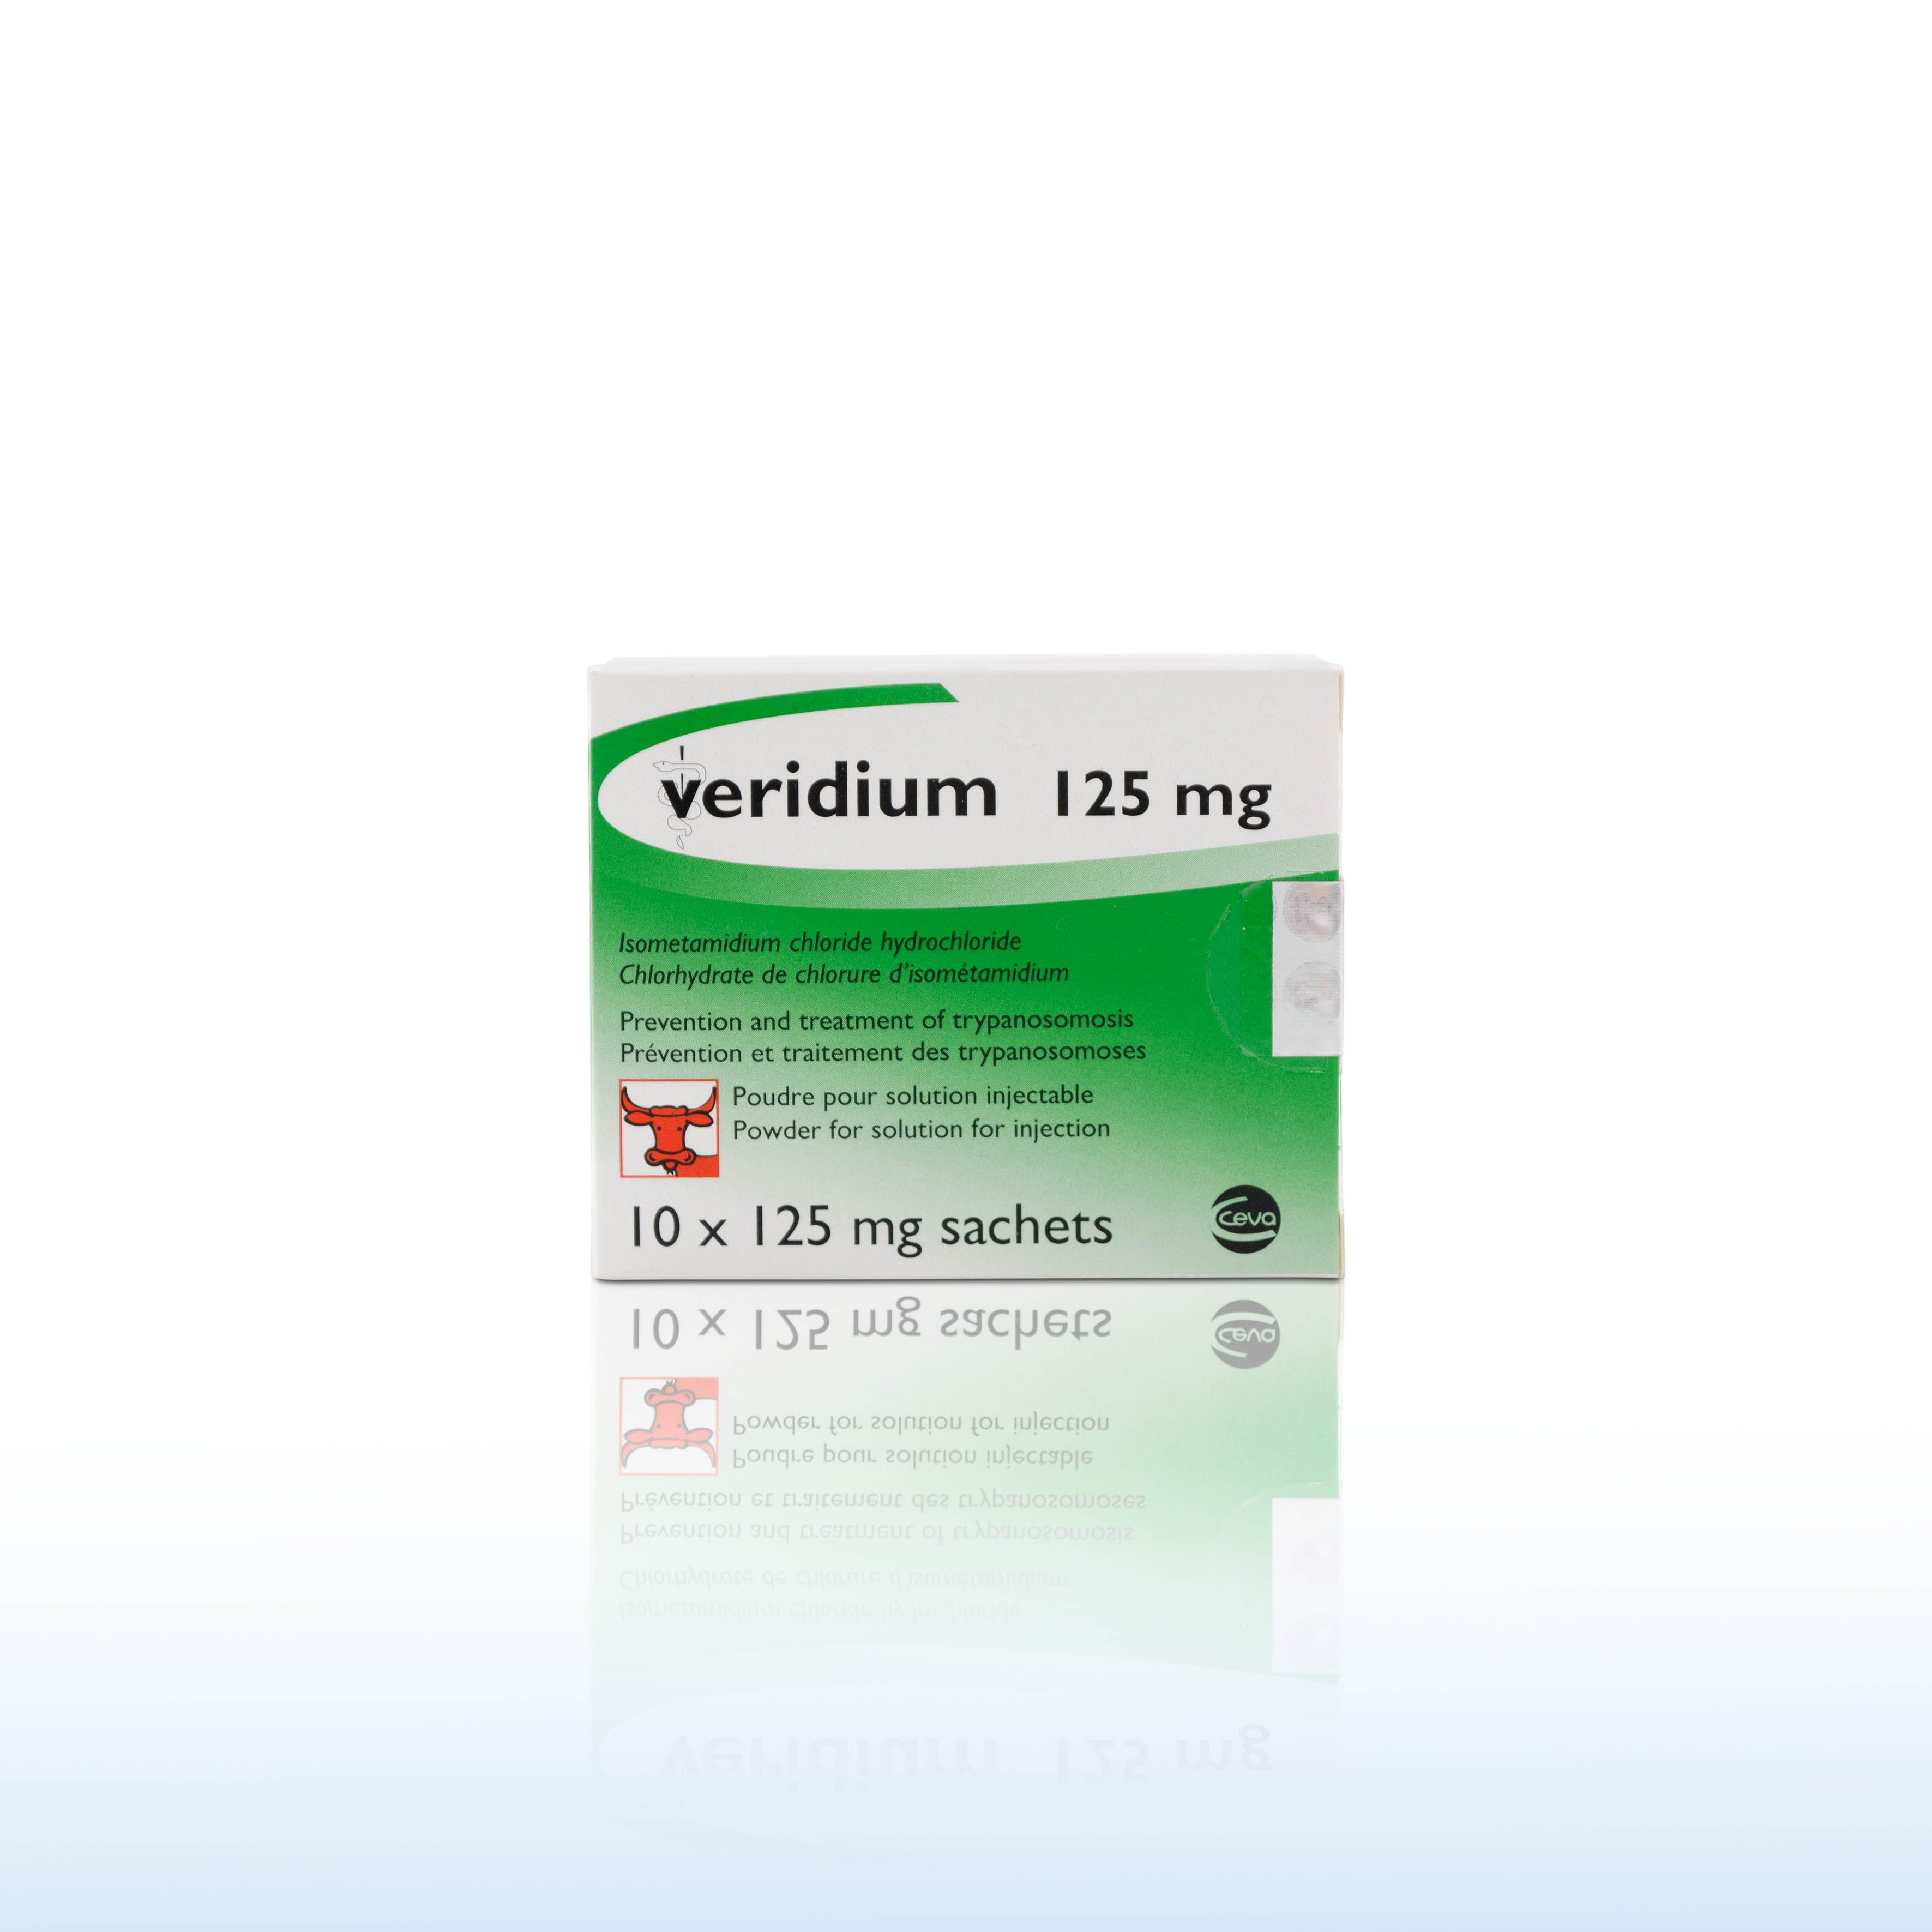 veridium 125 mg
Isometamidium chloride hydrochloride
Chlorhydrate de chlorure d'isométamidium
Prevention and treatment of trypanosomosis
Prévention et traitement des trypanosomoses
Poudre pour solution injectable
Powder for solution for injection
10 x 125 mg sachets
Ceva